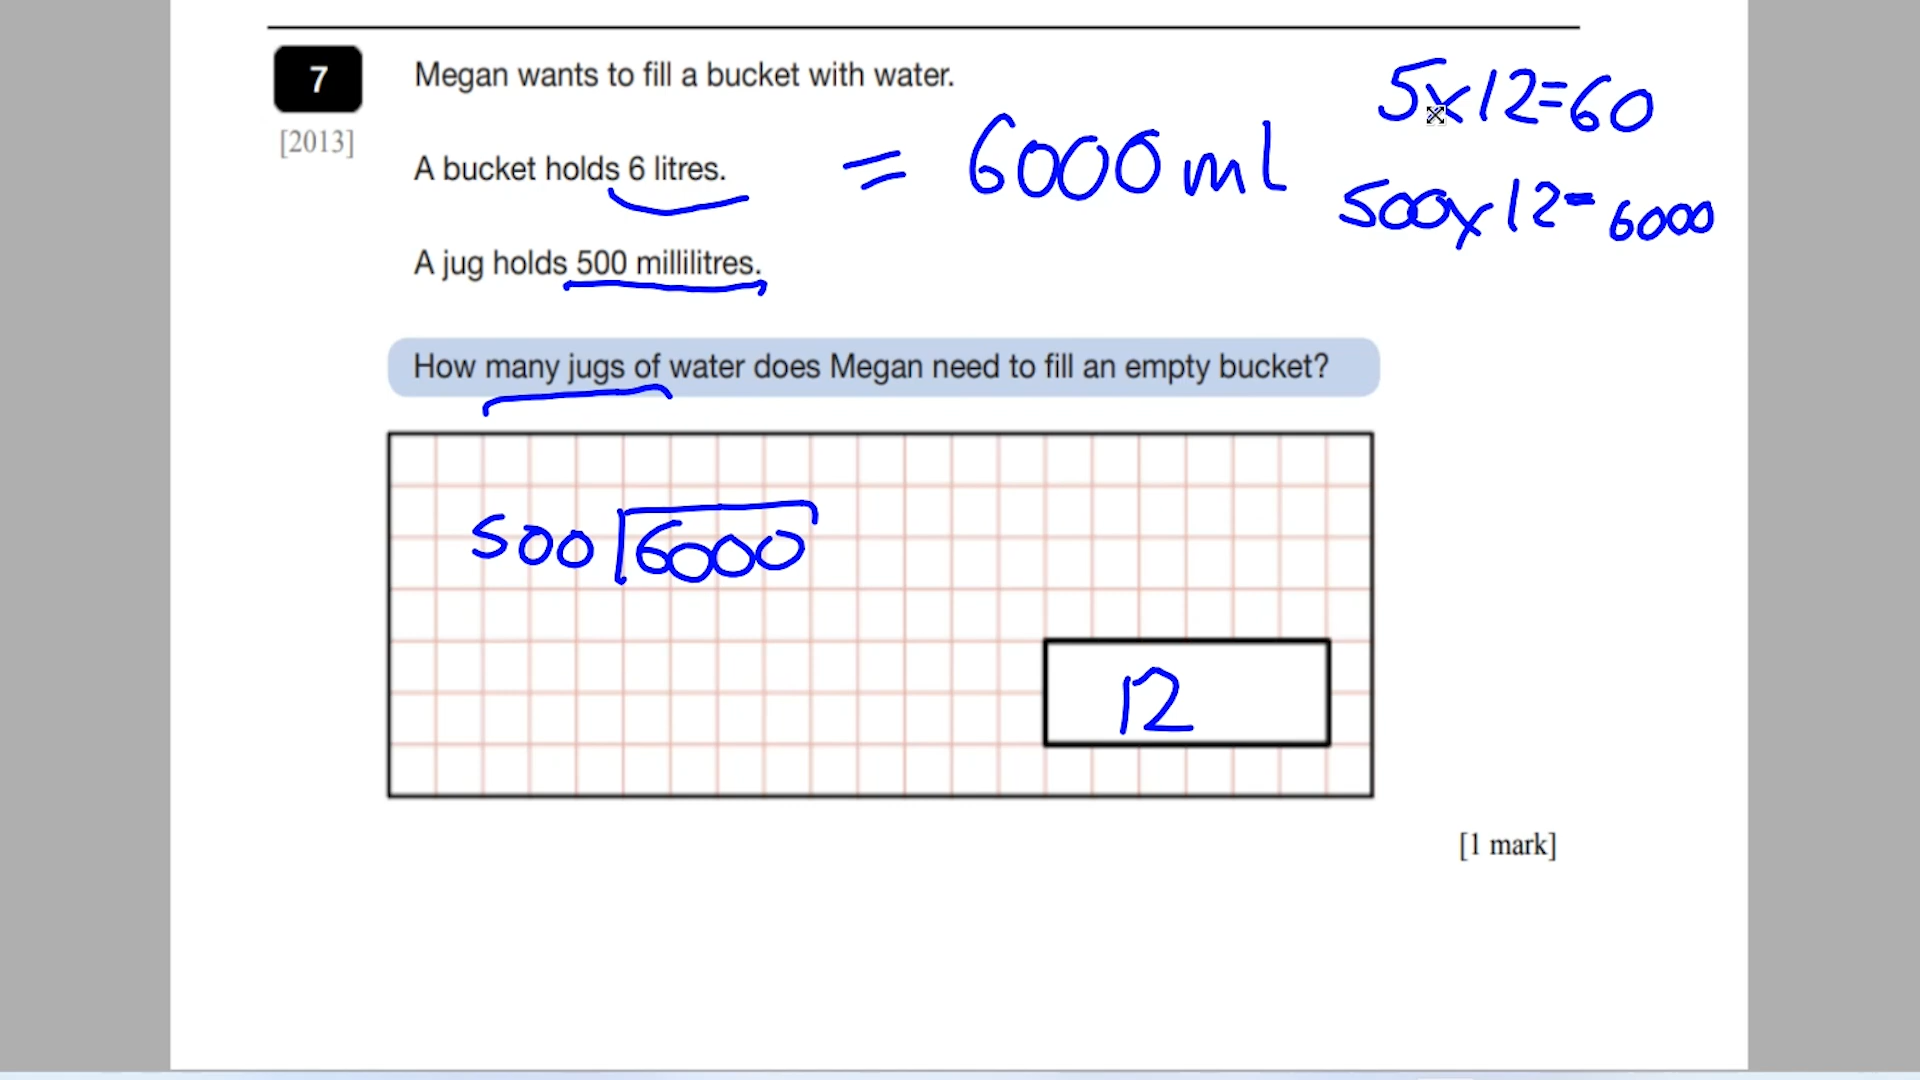 7
[2013]
Megan wants to fill a bucket with water.
5x12=60
A bucket holds 6 litres.
= 6000ml
500x12=6000
A jug holds 500 millilitres.
How many jugs of water does Megan need to fill an empty bucket?
500 6000
12
[1 mark]